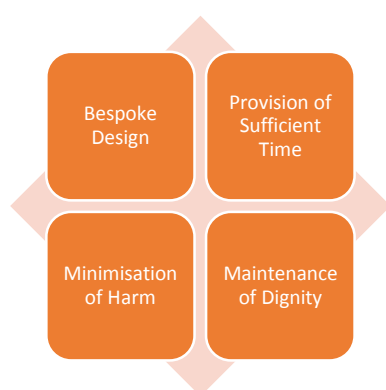 Bespoke
Design
Provision of
Sufficient
Time
Minimisation
of Harm
Maintenance
of Dignity